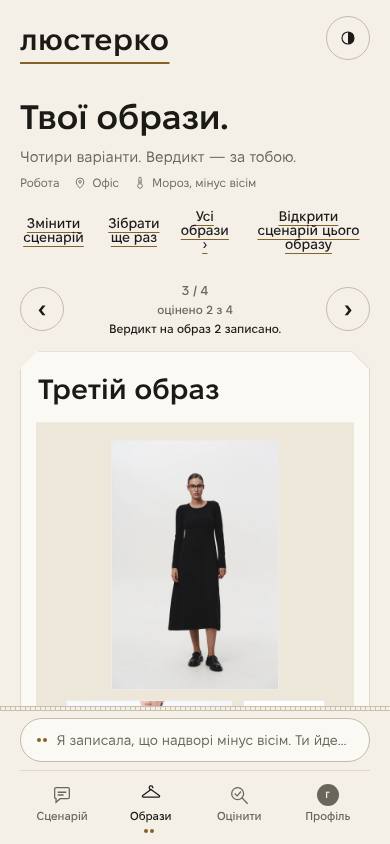 люстерко
Твої образи.
Чотири варіанти. Вердикт — за тобою.
Робота Офіс Мороз, мінус вісім
Змінити сценарій
Зібрати ще раз
Усі образи ›
Відкрити сценарій цього образу
‹
3 / 4
оцінено 2 з 4
Вердикт на образ 2 записано.
›
Третій образ
Я записала, що надворі мінус вісім. Ти йде…
Сценарій Образи Оцінити Профіль
г